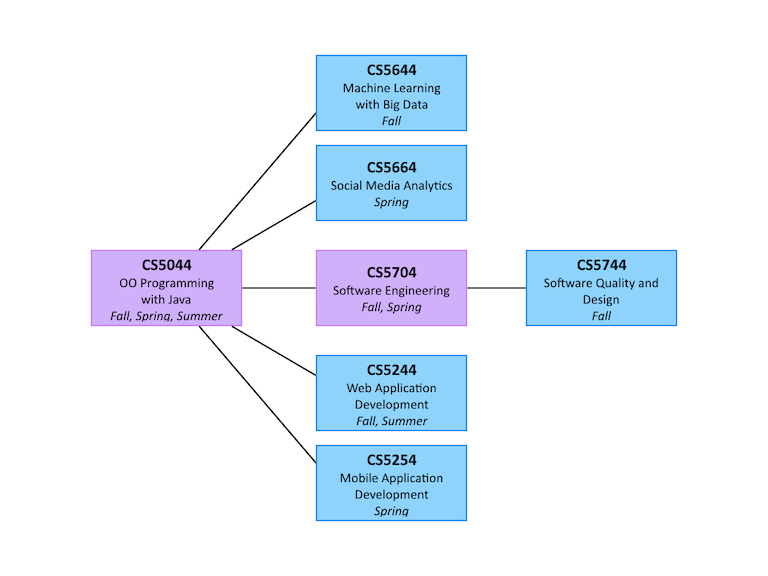 CS5644
Machine Learning
with Big Data
Fall
CS5664
Social Media Analytics
Spring
CS5044
OO Programming
with Java
Fall, Spring, Summer
CS5704
Software Engineering
Fall, Spring
CS5744
Software Quality and
Design
Fall
CS5244
Web Application
Development
Fall, Summer
CS5254
Mobile Application
Development
Spring